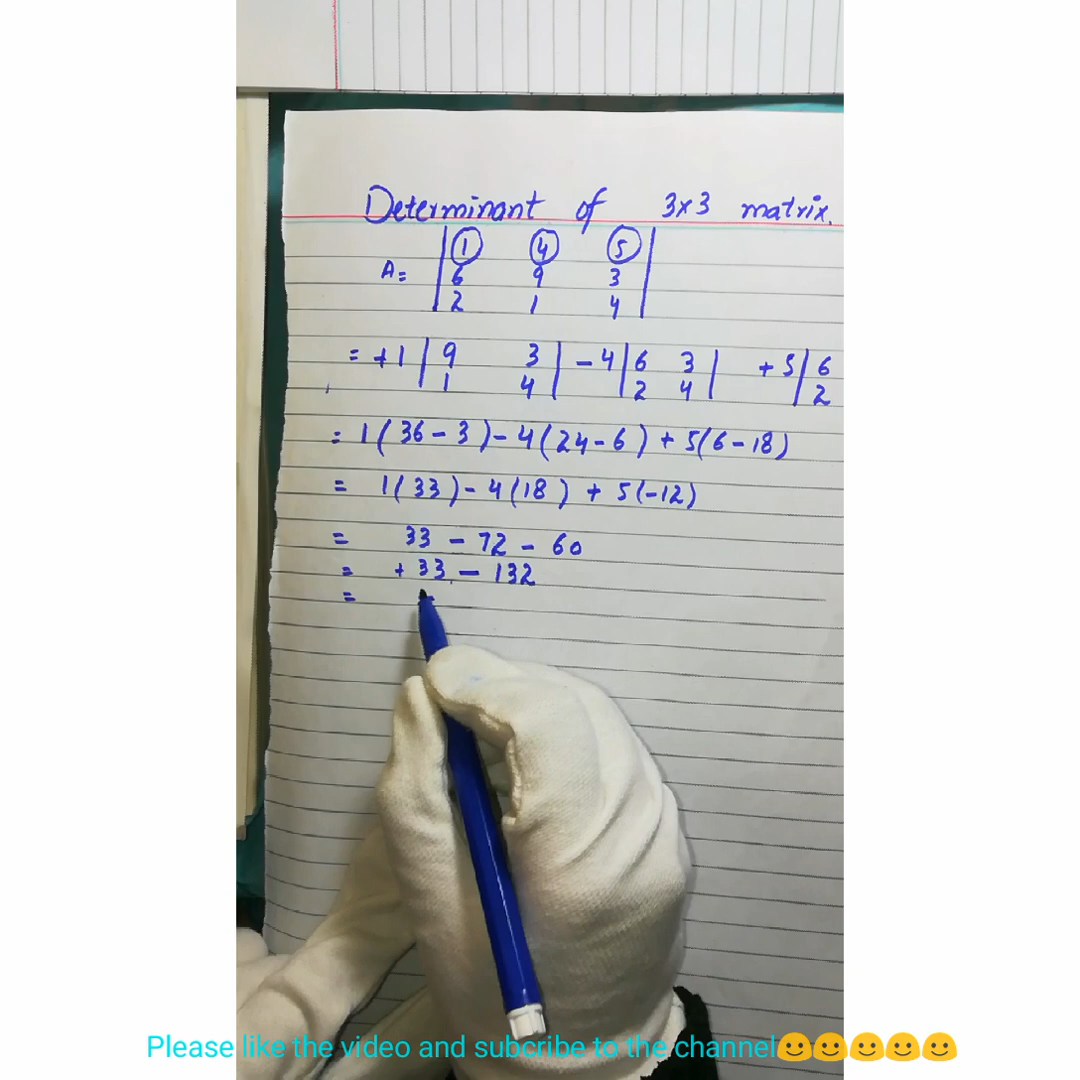 Determinant of 3x3 matrix.
A= | 1 4 5 |
6 9 3
2 1 4
= +1 | 9 3 | - 4 | 6 3 | + 5 | 6
1 4 2 4 2
= 1( 36 - 3 ) - 4 ( 24 - 6 ) + 5( 6 - 18 )
= 1( 33 ) - 4 ( 18 ) + 5 ( -12 )
= 33 - 72 - 60
= + 33 - 132
= -
Please like the video and subcribe to the channel🙂🙂🙂🙂🙂